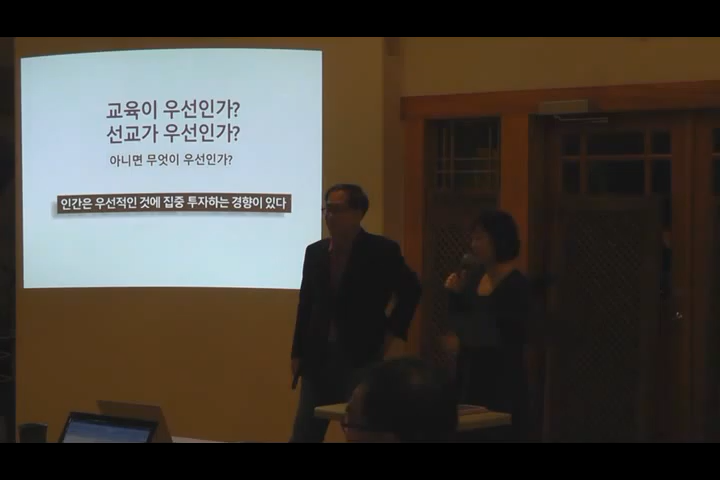 교육이 우선인가?
선교가 우선인가?
아니면 무엇이 우선인가?
인간은 우선적인 것에 집중 투자하는 경향이 있다